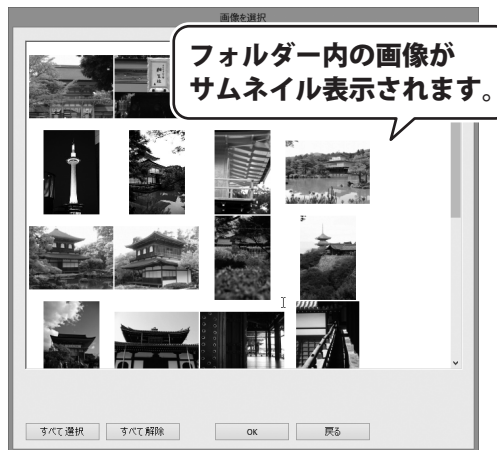 画像を選択
フォルダー内の画像が
サムネイル表示されます。
すべて選択
すべて解除
OK
戻る